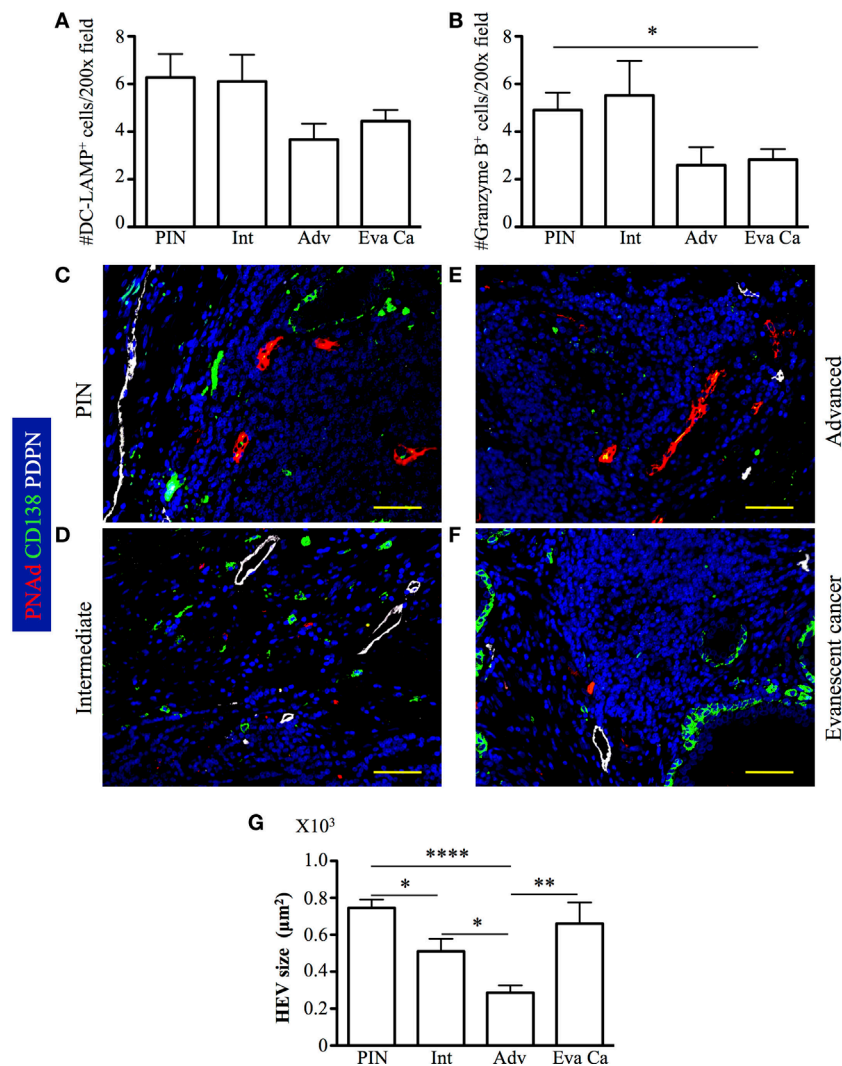 A
#DC-LAMP⁺ cells/200x field
8
6
4
2
0
PIN Int Adv Eva Ca
B
#Granzyme B⁺ cells/200x field
8
6
4
2
0
*
PIN Int Adv Eva Ca
PNAd CD138 PDPN
C
PIN
E
Advanced
D
Intermediate
F
Evanescent cancer
G
X10³
HEV size (µm²)
1.0
0.8
0.6
0.4
0.2
0
****
*
*
**
PIN Int Adv Eva Ca